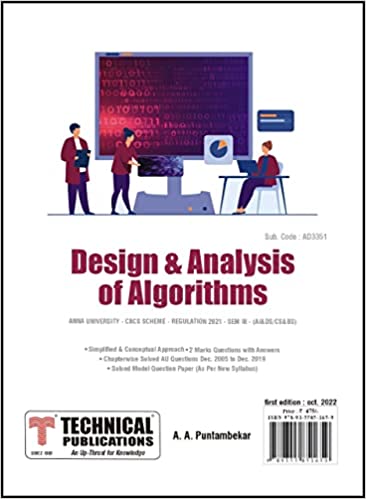 Sub. Code : AD3351
Design & Analysis
of Algorithms
ANNA UNIVERSITY - CBCS SCHEME - REGULATION 2021 - SEM III - (AI&DS/CS&BS)
• Simplified & Conceptual Approach • 2 Marks Questions with Answers
• Chapterwise Solved AU Questions Dec. 2005 to Dec. 2019
• Solved Model Question Paper (As Per New Syllabus)
first edition : oct. 2022
TECHNICAL
PUBLICATIONS
SINCE 1993
An Up-Thrust for Knowledge
A. A. Puntambekar